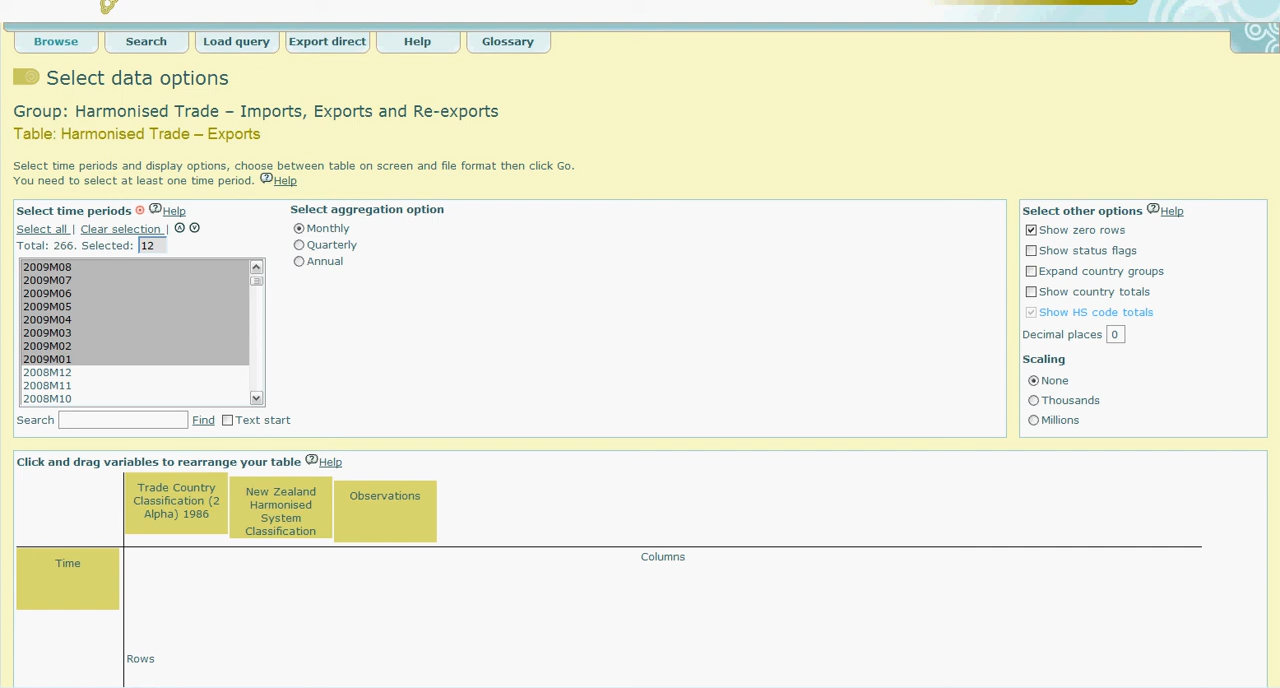 Browse
Search
Load query
Export direct
Help
Glossary
Select data options
Group: Harmonised Trade – Imports, Exports and Re-exports
Table: Harmonised Trade – Exports
Select time periods and display options, choose between table on screen and file format then click Go.
You need to select at least one time period. Help
Select time periods Help
Select all | Clear selection |
Total: 266. Selected: 12
2009M08
2009M07
2009M06
2009M05
2009M04
2009M03
2009M02
2009M01
2008M12
2008M11
2008M10
Search Find Text start
Select aggregation option
Monthly
Quarterly
Annual
Select other options Help
Show zero rows
Show status flags
Expand country groups
Show country totals
Show HS code totals
Decimal places 0
Scaling
None
Thousands
Millions
Click and drag variables to rearrange your table Help
Trade Country
Classification (2
Alpha) 1986
New Zealand
Harmonised
System
Classification
Observations
Time
Columns
Rows